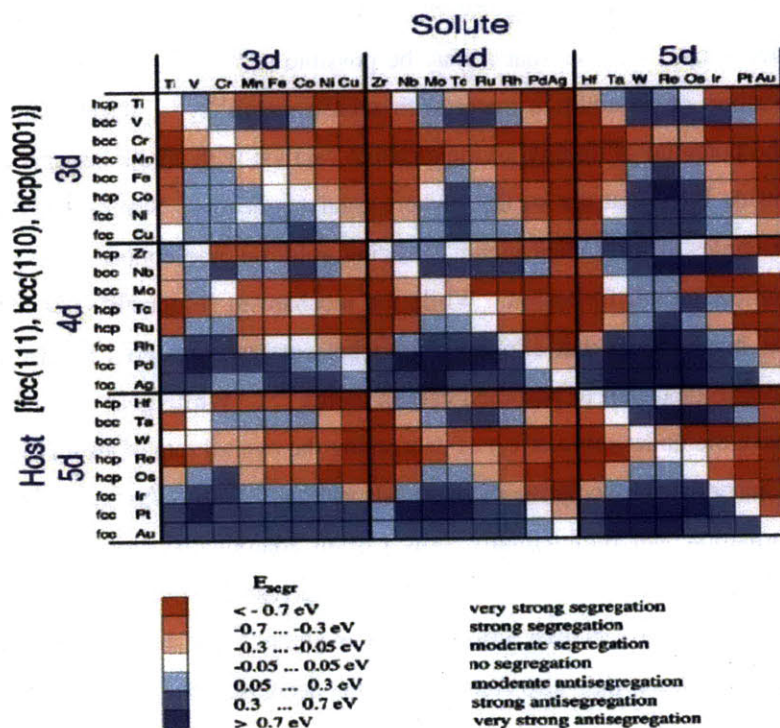 Solute
3d 4d 5d
Ti V Cr Mn Fe Co Ni Cu Zr Nb Mo Tc Ru Rh Pd Ag Hf Ta W Re Os Ir Pt Au
Host [fcc(111), bcc(110), hcp(0001)]
3d
hcp Ti
bcc V
bcc Cr
bcc Mn
bcc Fe
hcp Co
fcc Ni
fcc Cu
4d
hcp Zr
bcc Nb
bcc Mo
hcp Tc
hcp Ru
fcc Rh
fcc Pd
fcc Ag
5d
hcp Hf
bcc Ta
bcc W
hcp Re
hcp Os
fcc Ir
fcc Pt
fcc Au
Esegr
< - 0.7 eV very strong segregation
-0.7 ... -0.3 eV strong segregation
-0.3 ... -0.05 eV moderate segregation
-0.05 ... 0.05 eV no segregation
0.05 ... 0.3 eV moderate antisegregation
0.3 ... 0.7 eV strong antisegregation
> 0.7 eV very strong antisegregation